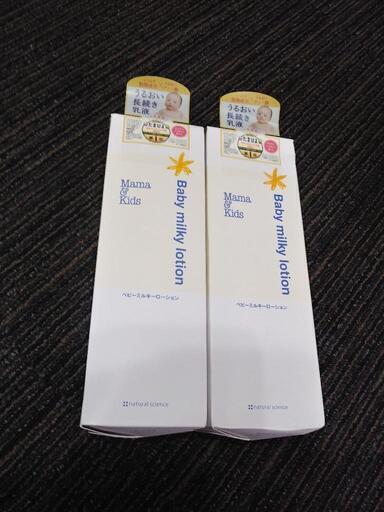 うるおい
長続き
乳液
Mama
&
Kids
Baby milky lotion
ベビーミルキーローション
natural science
うるおい
長続き
乳液
Mama
&
Kids
Baby milky lotion
ベビーミルキーローション
natural science